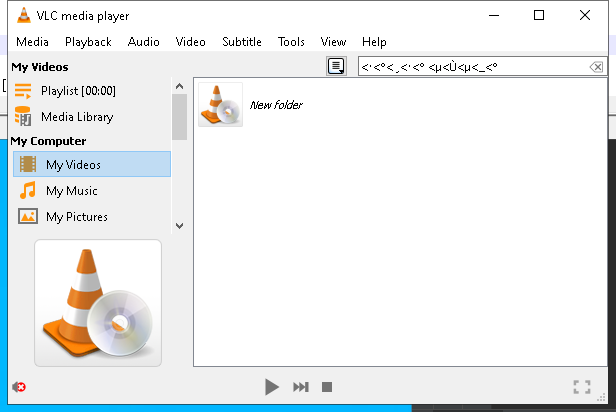 VLC media player
Media Playback Audio Video Subtitle Tools View Help
My Videos
Playlist [00:00]
Media Library
My Computer
My Videos
My Music
My Pictures
New folder